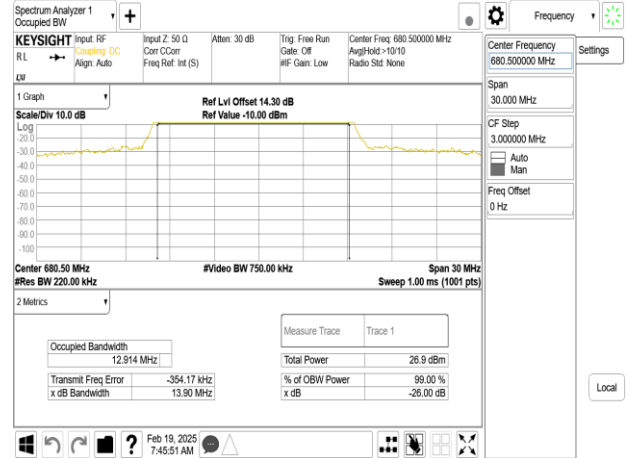 Spectrum Analyzer 1
Occupied BW
Frequency
KEYSIGHT
RL
LXI
Input: RF
Coupling: DC
Align: Auto
Input Z: 50 Ω
Corr CCorr
Freq Ref: Int (S)
Atten: 30 dB
Trig: Free Run
Gate: Off
#IF Gain: Low
Center Freq: 680.500000 MHz
Avg|Hold:>10/10
Radio Std: None
Center Frequency
680.500000 MHz
Settings
Span
30.000 MHz
CF Step
3.000000 MHz
Auto
Man
Freq Offset
0 Hz
Local
1 Graph
Scale/Div 10.0 dB
Ref Lvl Offset 14.30 dB
Ref Value -10.00 dBm
Log
-20.0
-30.0
-40.0
-50.0
-60.0
-70.0
-80.0
-90.0
-100
Center 680.50 MHz
#Video BW 750.00 kHz
Span 30 MHz
#Res BW 220.00 kHz
Sweep 1.00 ms (1001 pts)
2 Metrics
Measure Trace
Trace 1
Occupied Bandwidth
12.914 MHz
Total Power
26.9 dBm
Transmit Freq Error
-354.17 kHz
% of OBW Power
99.00 %
x dB Bandwidth
13.90 MHz
x dB
-26.00 dB
Feb 19, 2025
7:45:51 AM